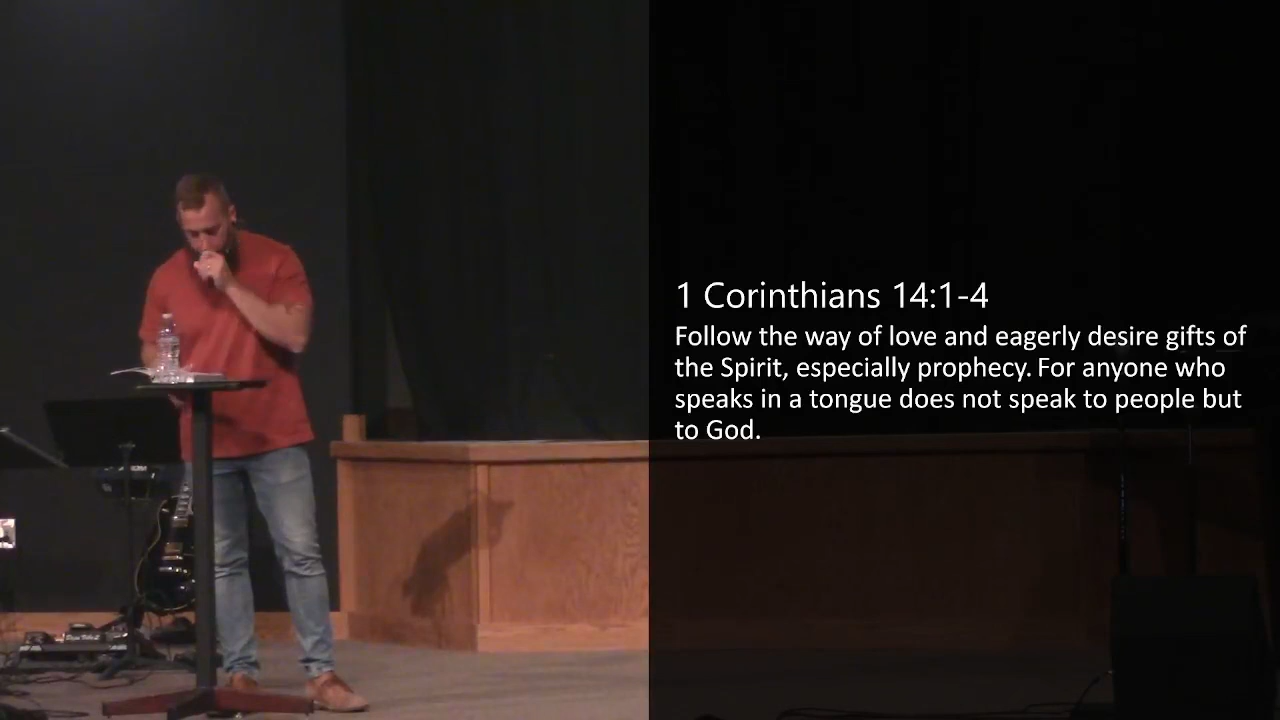 1 Corinthians 14:1-4
Follow the way of love and eagerly desire gifts of
the Spirit, especially prophecy. For anyone who
speaks in a tongue does not speak to people but
to God.